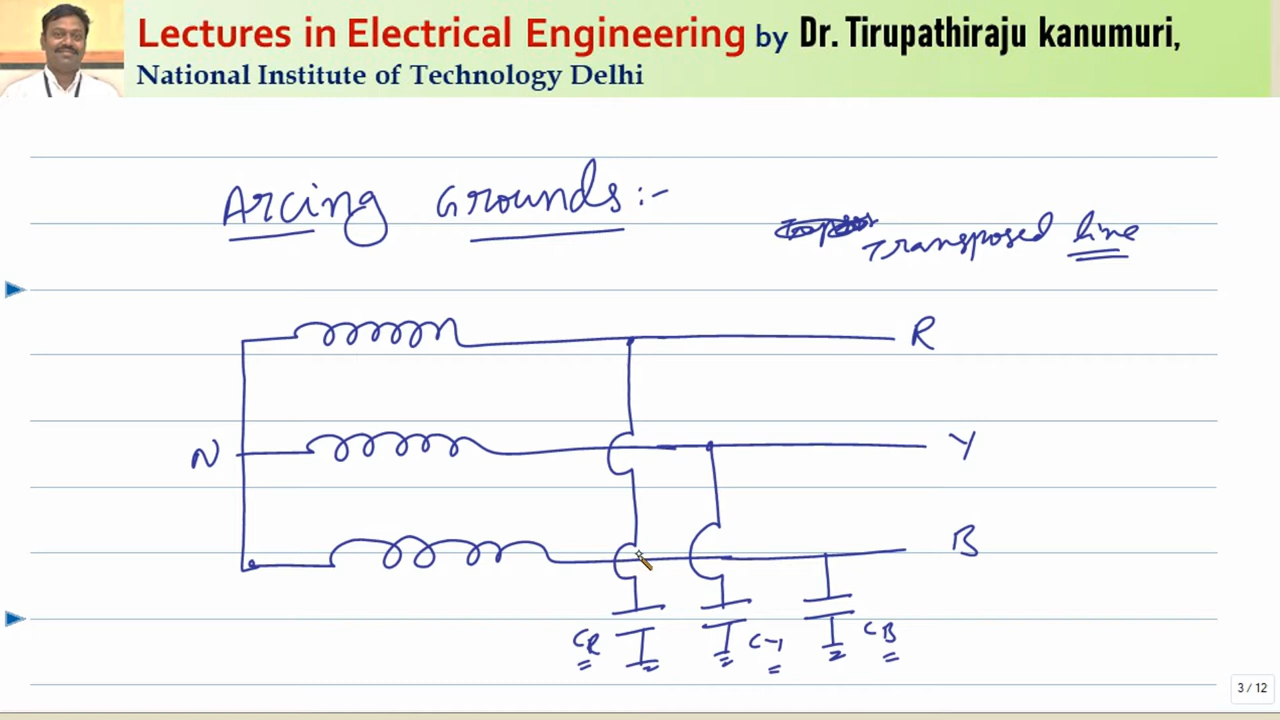 Lectures in Electrical Engineering by Dr. Tirupathiraju kanumuri,
National Institute of Technology Delhi
Arcing Grounds:-
Transposed line
R
N
Y
B
CR
CY
CB
3 / 12